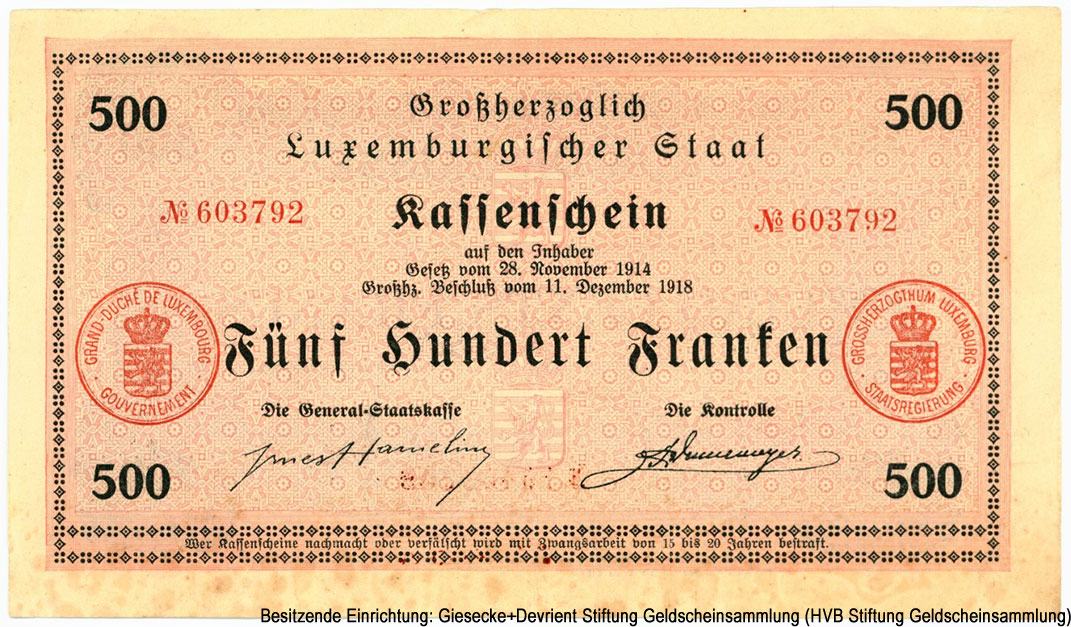 500
500
Großherzoglich
Luxemburgischer Staat
№ 603792
Kassenschein
№ 603792
auf den Inhaber
Gesetz vom 28. November 1914
Großhz. Beschluß vom 11. Dezember 1918
GRAND-DUCHÉ DE LUXEMBOURG
· GOUVERNEMENT ·
Fünf Hundert Franken
GROSSHERZOGTHUM LUXEMBURG
· STAATSREGIERUNG ·
Die General-Staatskasse
Die Kontrolle
500
500
Wer Kassenscheine nachmacht oder verfälscht wird mit Zwangsarbeit von 15 bis 20 Jahren bestraft.
Besitzende Einrichtung: Giesecke+Devrient Stiftung Geldscheinsammlung (HVB Stiftung Geldscheinsammlung)